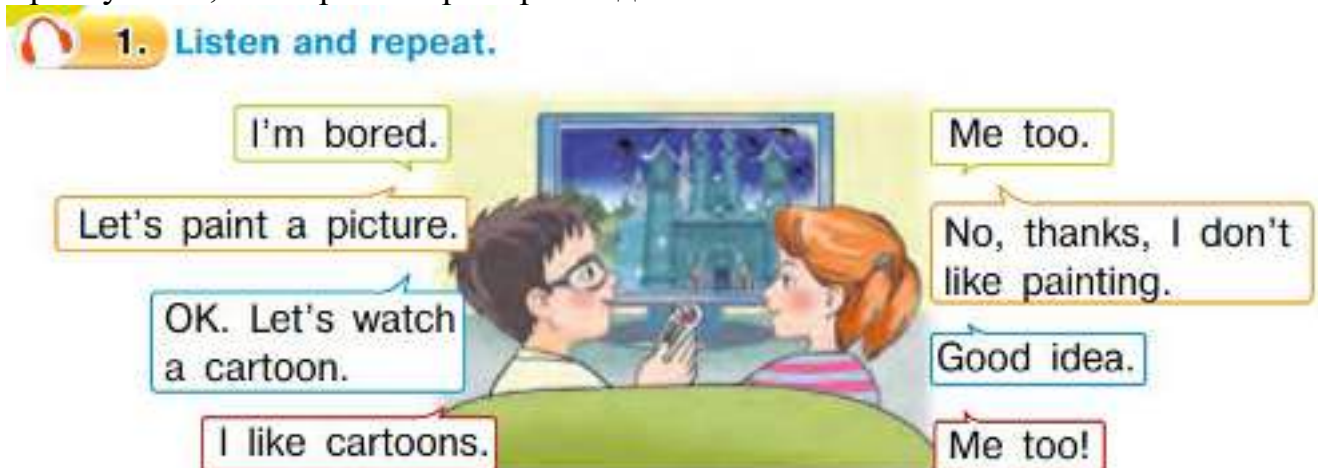 1. Listen and repeat.
I'm bored.
Me too.
Let's paint a picture.
No, thanks, I don't
like painting.
OK. Let's watch
a cartoon.
Good idea.
I like cartoons.
Me too!